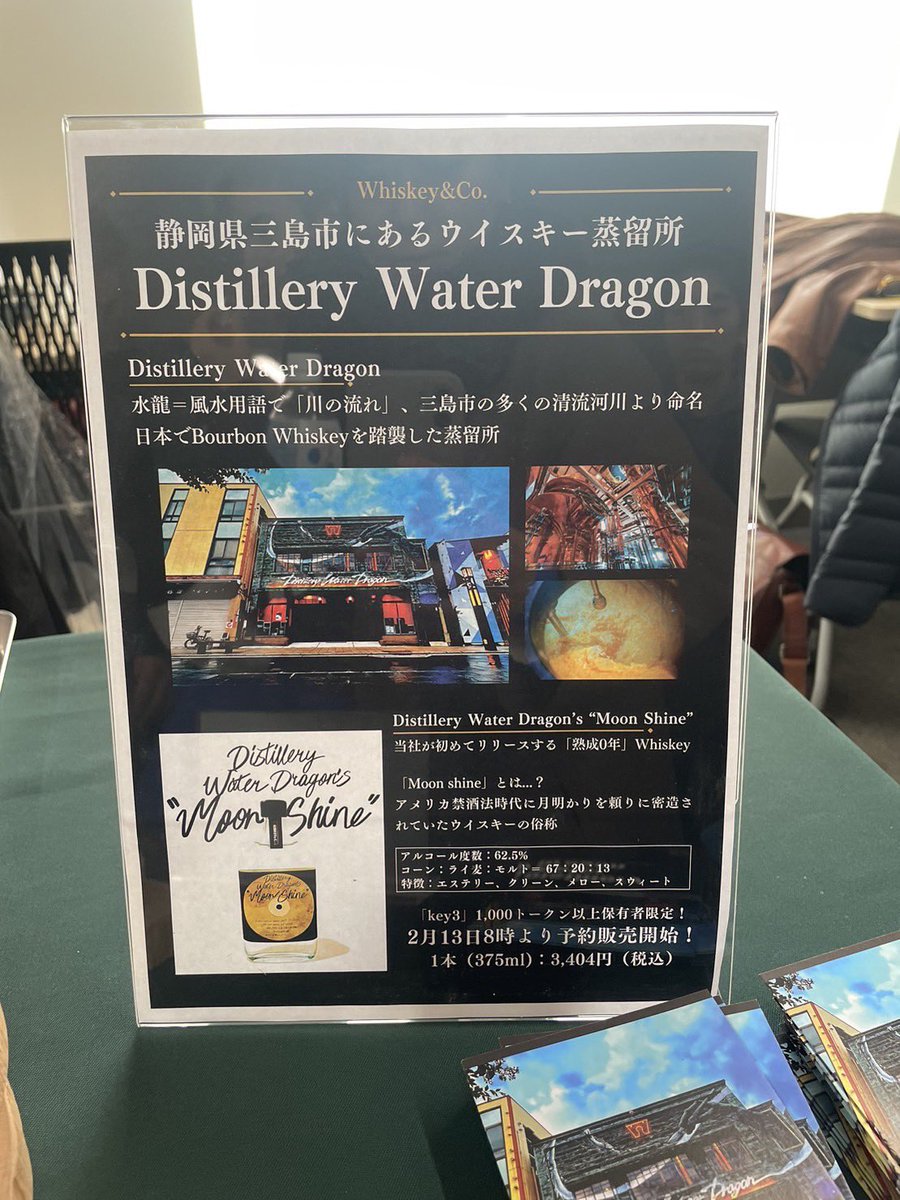 Whiskey&Co.
静岡県三島市にあるウイスキー蒸留所
Distillery Water Dragon
Distillery Water Dragon
水龍＝風水用語で「川の流れ」、三島市の多くの清流河川より命名
日本でBourbon Whiskeyを踏襲した蒸留所
Distillery Water Dragon
Distillery Water Dragon's “Moon Shine”
当社が初めてリリースする「熟成0年」Whiskey
「Moon shine」とは...？
アメリカ禁酒法時代に月明かりを頼りに密造さ
れていたウイスキーの俗称
アルコール度数：62.5%
コーン：ライ麦：モルト＝ 67：20：13
特徴：エステリー、クリーン、メロー、スウィート
「key3」1,000トークン以上保有者限定！
2月13日8時より予約販売開始！
1本（375ml）：3,404円（税込）
Distillery
Water Dragon's
"Moon Shine"
Distillery
Water Dragon's
"Moon Shine"
Distillery Water Dragon